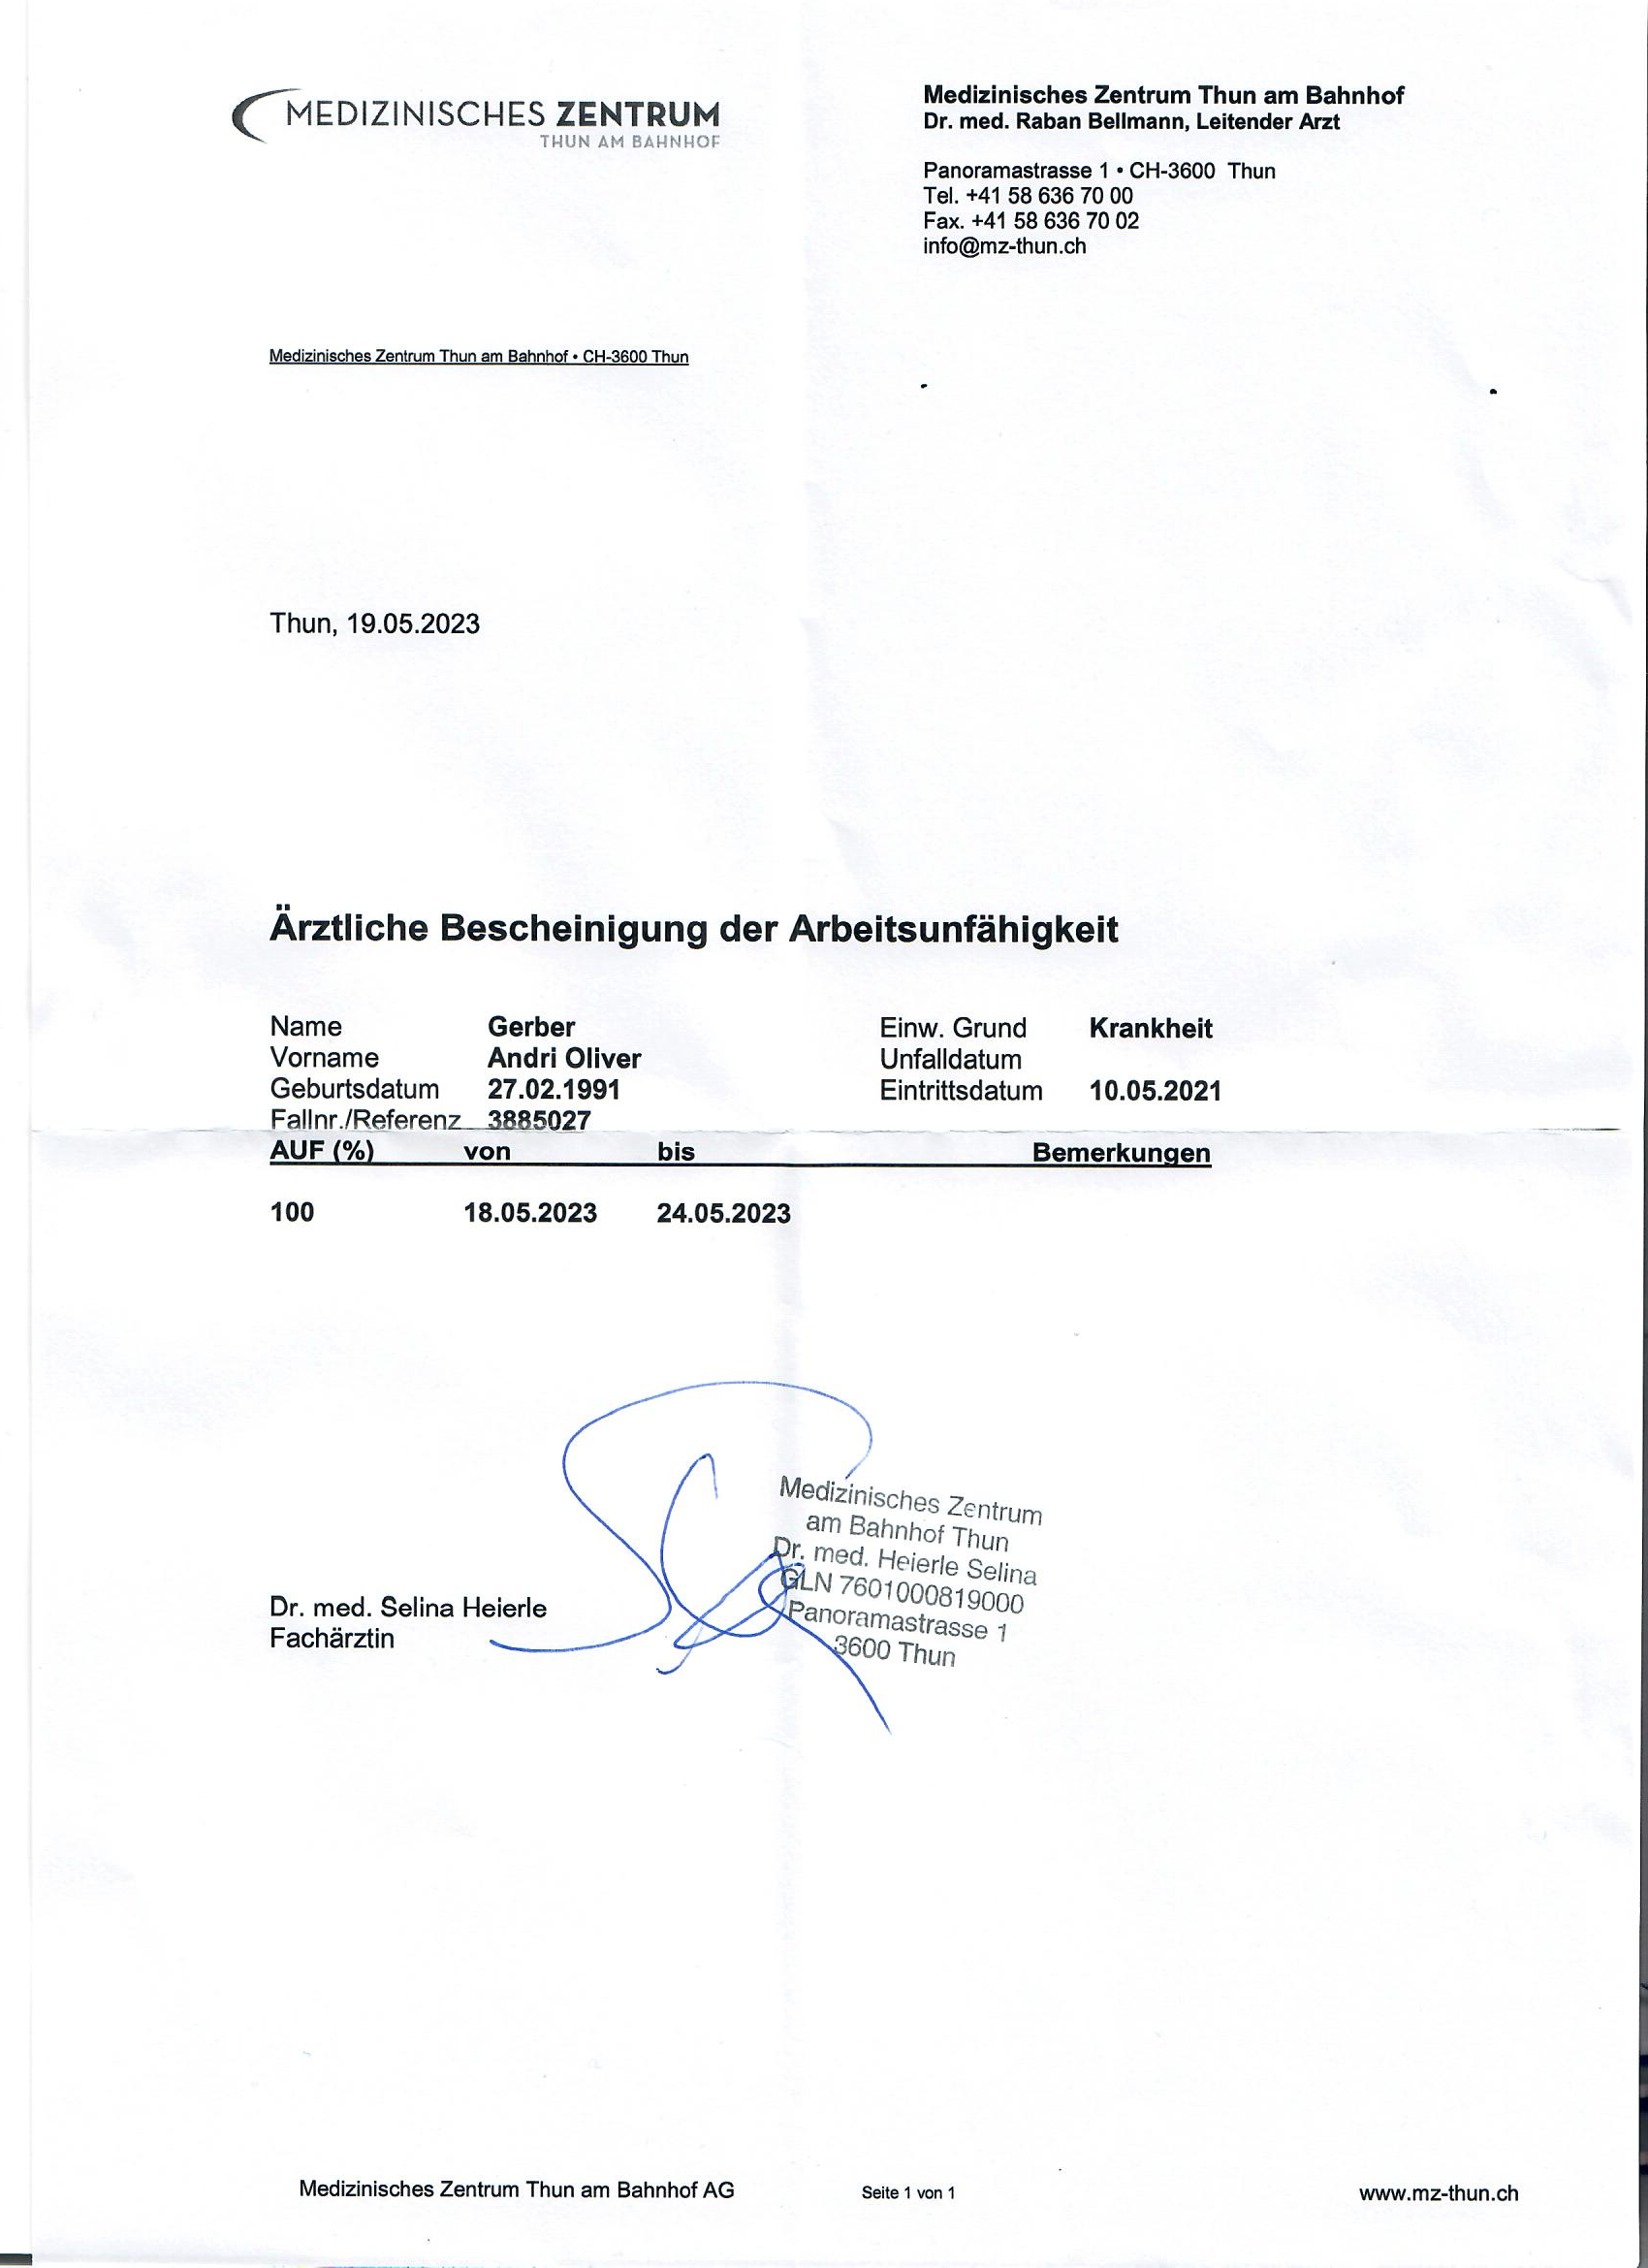 MEDIZINISCHES ZENTRUM
THUN AM BAHNHOF
Medizinisches Zentrum Thun am Bahnhof
Dr. med. Raban Bellmann, Leitender Arzt
Panoramastrasse 1 • CH-3600 Thun
Tel. +41 58 636 70 00
Fax. +41 58 636 70 02
info@mz-thun.ch
Medizinisches Zentrum Thun am Bahnhof • CH-3600 Thun
Thun, 19.05.2023
Ärztliche Bescheinigung der Arbeitsunfähigkeit
Name Gerber Einw. Grund Krankheit
Vorname Andri Oliver Unfalldatum
Geburtsdatum 27.02.1991 Eintrittsdatum 10.05.2021
Fallnr./Referenz 3885027
AUF (%) von bis Bemerkungen
100 18.05.2023 24.05.2023
Medizinisches Zentrum
am Bahnhof Thun
Dr. med. Heierle Selina
GLN 7601000819000
Panoramastrasse 1
3600 Thun
Dr. med. Selina Heierle
Fachärztin
Medizinisches Zentrum Thun am Bahnhof AG Seite 1 von 1 www.mz-thun.ch